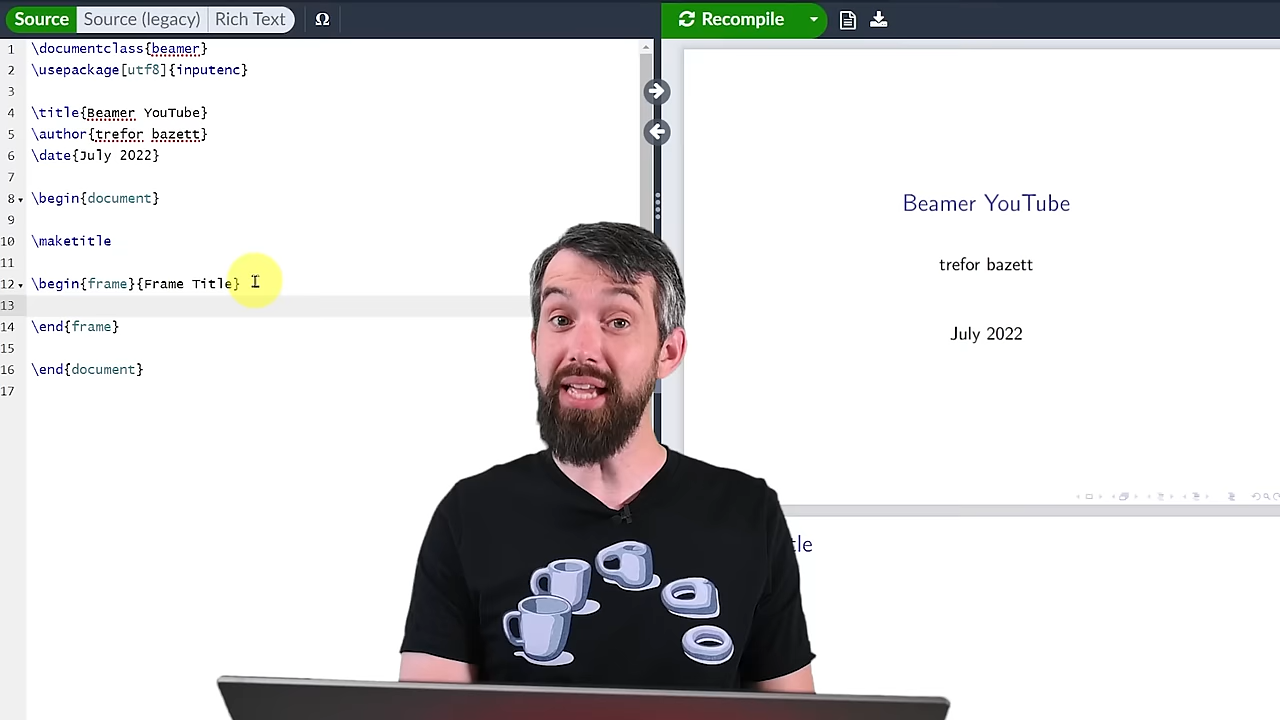 Source Source (legacy) Rich Text Ω
Recompile
1 \documentclass{beamer}
2 \usepackage[utf8]{inputenc}
3
4 \title{Beamer YouTube}
5 \author{trefor bazett}
6 \date{July 2022}
7
8 \begin{document}
9
10 \maketitle
11
12 \begin{frame}{Frame Title}
13
14 \end{frame}
15
16 \end{document}
17
Beamer YouTube
trefor bazett
July 2022
tle